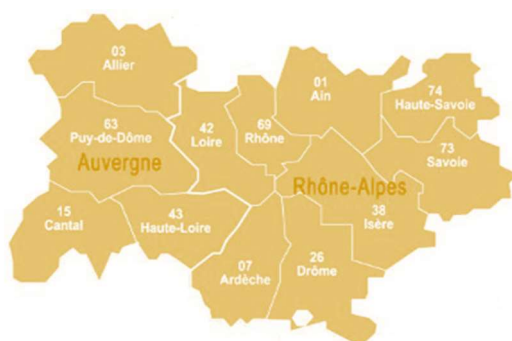 03
Allier
01
Ain
74
Haute-Savoie
63
Puy-de-Dôme
42
Loire
69
Rhône
73
Savoie
Auvergne
Rhône-Alpes
15
Cantal
43
Haute-Loire
38
Isère
07
Ardèche
26
Drôme